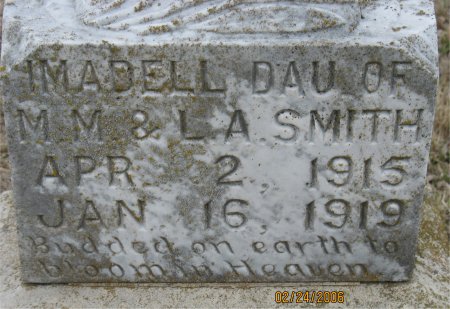 IMADELL DAU OF
M.M & L.A. SMITH
APR. 2, 1915
JAN. 16, 1919
Budded on earth to
bloom in Heaven
02/24/2006